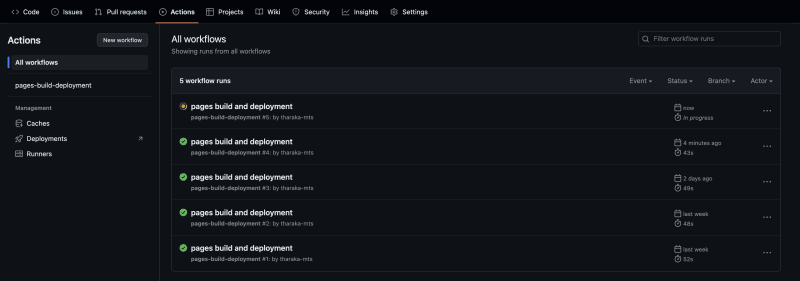 Code Issues Pull requests Actions Projects Wiki Security Insights Settings
Actions
New workflow
All workflows
pages-build-deployment
Management
Caches
Deployments
Runners
All workflows
Showing runs from all workflows
Filter workflow runs
5 workflow runs
Event Status Branch Actor
pages build and deployment
pages-build-deployment #5: by tharaka-mts
now
In progress
pages build and deployment
pages-build-deployment #4: by tharaka-mts
4 minutes ago
43s
pages build and deployment
pages-build-deployment #3: by tharaka-mts
2 days ago
49s
pages build and deployment
pages-build-deployment #2: by tharaka-mts
last week
48s
pages build and deployment
pages-build-deployment #1: by tharaka-mts
last week
52s